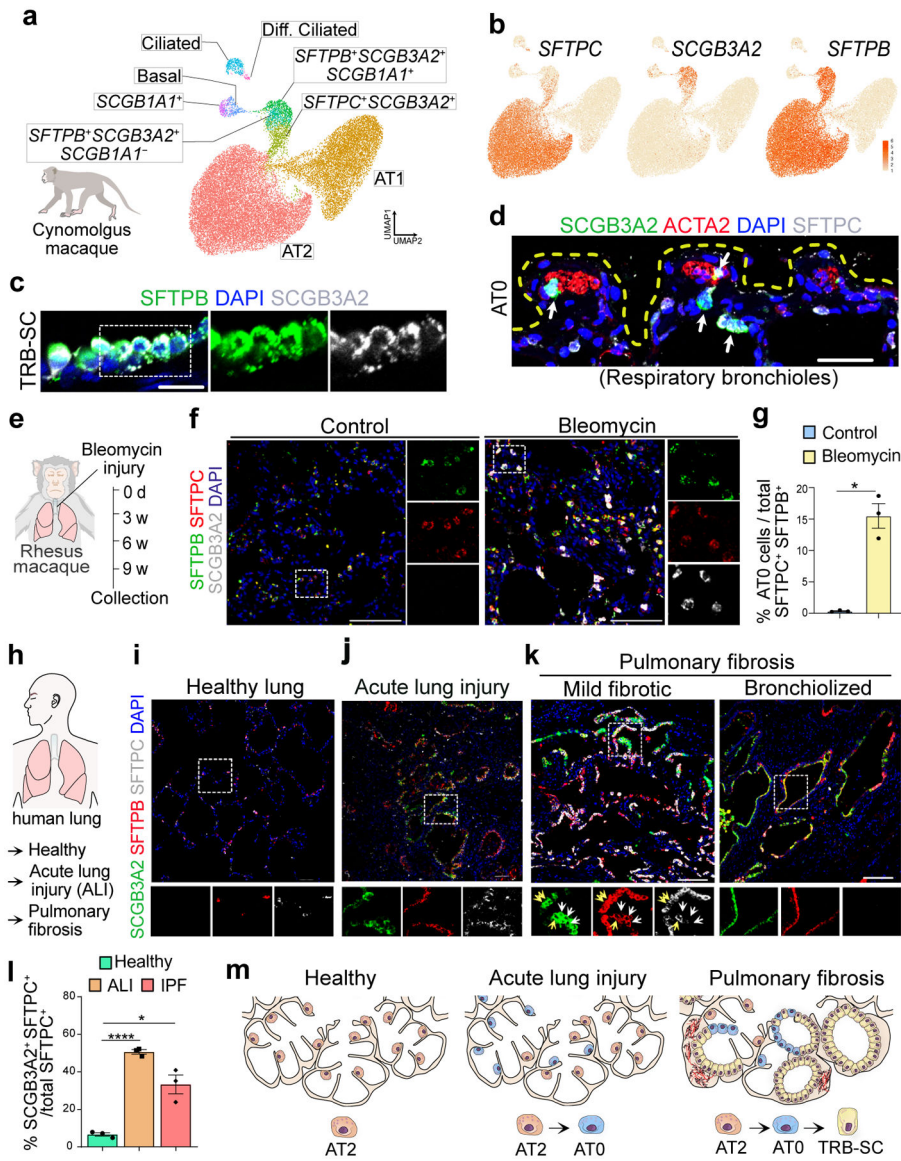 a
Ciliated
Diff. Ciliated
Basal
SFTPB⁺SCGB3A2⁺
SCGB1A1⁺
SCGB1A1⁺
SFTPC⁺SCGB3A2⁺
SFTPB⁺SCGB3A2⁺
SCGB1A1⁻
AT1
AT2
Cynomolgus
macaque
UMAP1
UMAP2
b
SFTPC
SCGB3A2
SFTPB
c
SFTPB DAPI SCGB3A2
TRB-SC
d
SCGB3A2 ACTA2 DAPI SFTPC
AT0
(Respiratory bronchioles)
e
Bleomycin
injury
0 d
3 w
6 w
9 w
Rhesus
macaque
Collection
f
Control
Bleomycin
SFTPB SFTPC
SCGB3A2 DAPI
g
Control
Bleomycin
% AT0 cells / total
SFTPC⁺ SFTPB⁺
*
20
15
10
5
0
h
human lung
Healthy
Acute lung
injury (ALI)
Pulmonary
fibrosis
i
Healthy lung
SCGB3A2 SFTPB SFTPC DAPI
j
Acute lung injury
k
Pulmonary fibrosis
Mild fibrotic
Bronchiolized
l
Healthy
ALI
IPF
% SCGB3A2⁺ SFTPC⁺
/total SFTPC⁺
*
****
80
60
40
20
0
m
Healthy
Acute lung injury
Pulmonary fibrosis
AT2
AT2
AT0
AT2
AT0
TRB-SC